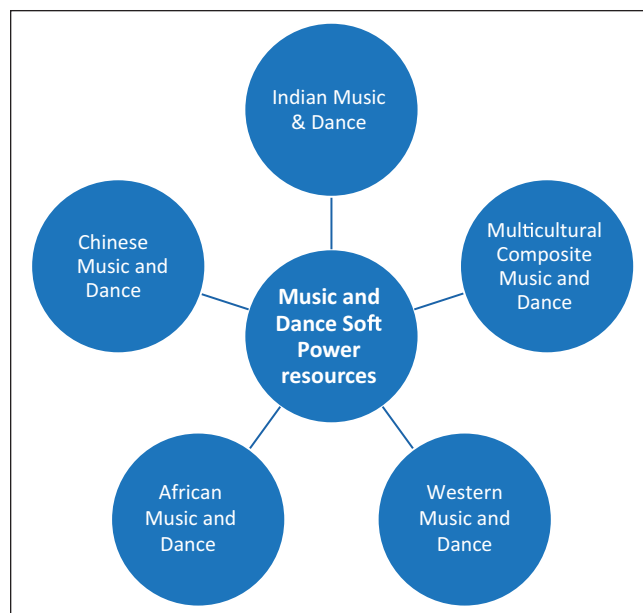 Indian Music
& Dance
Chinese
Music and
Dance
Multicultural
Composite
Music and
Dance
Music and
Dance Soft
Power
resources
African
Music and
Dance
Western
Music and
Dance